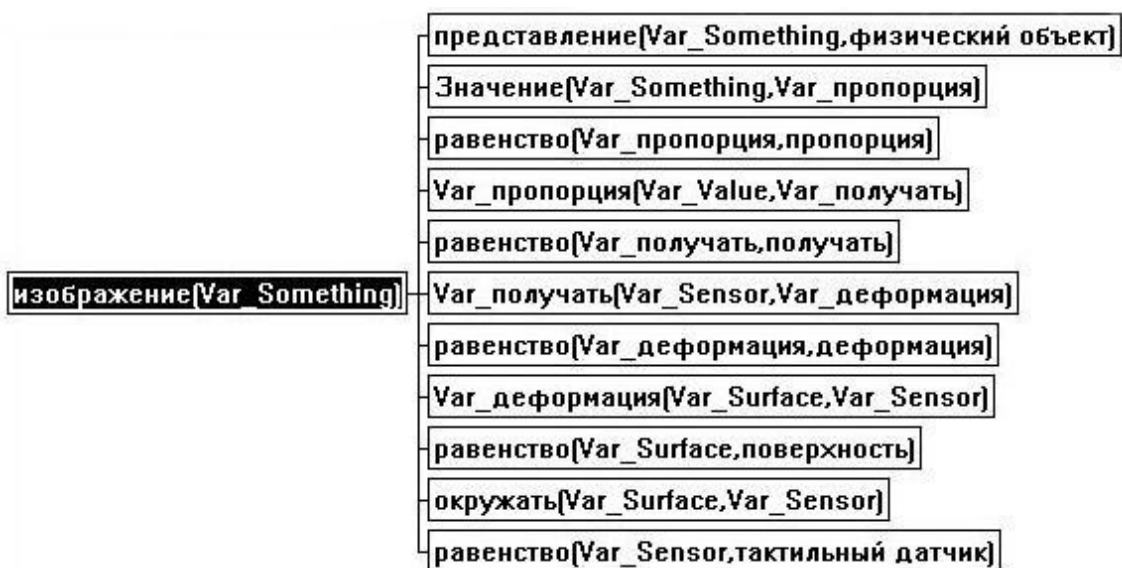 представление(Var_Something,физический объект)
Значение(Var_Something,Var_пропорция)
равенство(Var_пропорция,пропорция)
Var_пропорция(Var_Value,Var_получать)
равенство(Var_получать,получать)
изображение(Var_Something)
Var_получать(Var_Sensor,Var_деформация)
равенство(Var_деформация,деформация)
Var_деформация(Var_Surface,Var_Sensor)
равенство(Var_Surface,поверхность)
окружать(Var_Surface,Var_Sensor)
равенство(Var_Sensor,тактильный датчик)